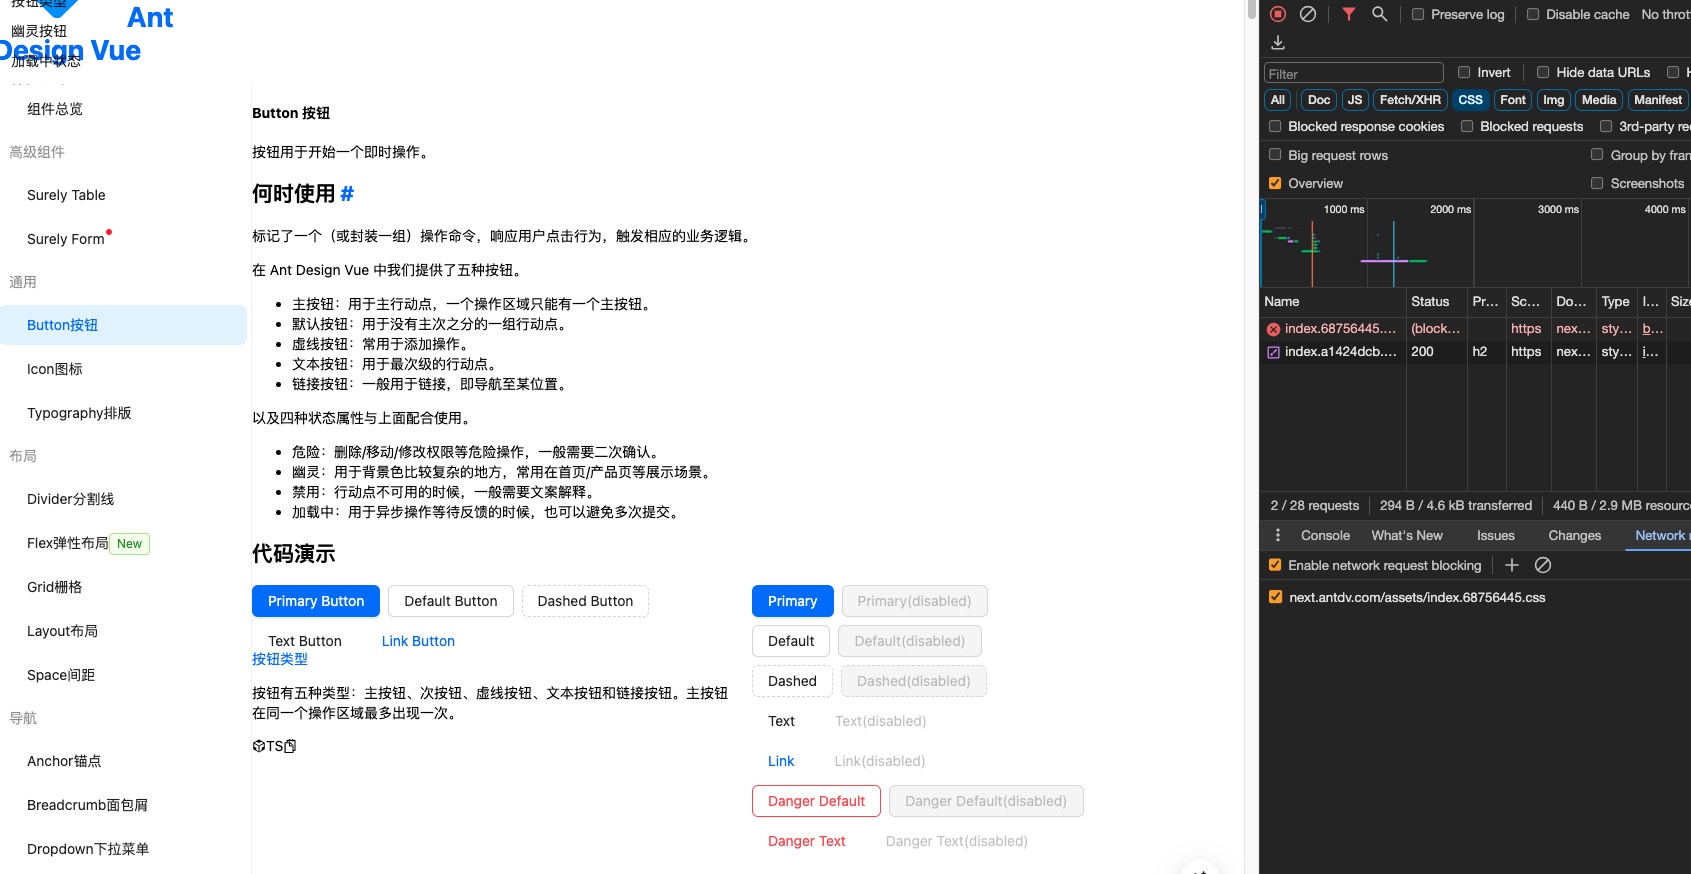 按钮类型
Ant
幽灵按钮
Design Vue
加载中状态
组件总览
高级组件
Surely Table
Surely Form
通用
Button按钮
Icon图标
Typography排版
布局
Divider分割线
Flex弹性布局 New
Grid栅格
Layout布局
Space间距
导航
Anchor锚点
Breadcrumb面包屑
Dropdown下拉菜单
Button 按钮
按钮用于开始一个即时操作。
何时使用 #
标记了一个（或封装一组）操作命令，响应用户点击行为，触发相应的业务逻辑。
在 Ant Design Vue 中我们提供了五种按钮。
主按钮：用于主行动点，一个操作区域只能有一个主按钮。
默认按钮：用于没有主次之分的一组行动点。
虚线按钮：常用于添加操作。
文本按钮：用于最次级的行动点。
链接按钮：一般用于链接，即导航至某位置。
以及四种状态属性与上面配合使用。
危险：删除/移动/修改权限等危险操作，一般需要二次确认。
幽灵：用于背景色比较复杂的地方，常用在首页/产品页等展示场景。
禁用：行动点不可用的时候，一般需要文案解释。
加载中：用于异步操作等待反馈的时候，也可以避免多次提交。
代码演示
Primary Button Default Button Dashed Button
Text Button Link Button
按钮类型
按钮有五种类型：主按钮、次按钮、虚线按钮、文本按钮和链接按钮。主按钮
在同一个操作区域最多出现一次。
TS
Primary Primary(disabled)
Default Default(disabled)
Dashed Dashed(disabled)
Text Text(disabled)
Link Link(disabled)
Danger Default Danger Default(disabled)
Danger Text Danger Text(disabled)
Preserve log Disable cache No thrott
Filter Invert Hide data URLs H
All Doc JS Fetch/XHR CSS Font Img Media Manifest
Blocked response cookies Blocked requests 3rd-party re
Big request rows Group by fran
Overview Screenshots
1000 ms 2000 ms 3000 ms 4000 ms
Name Status Pr... Sc... Do... Type I... Size
index.68756445.... (block... https nex... sty... b...
index.a1424dcb.... 200 h2 https nex... sty... i...
2 / 28 requests 294 B / 4.6 kB transferred 440 B / 2.9 MB resourc
Console What's New Issues Changes Network r
Enable network request blocking
next.antdv.com/assets/index.68756445.css